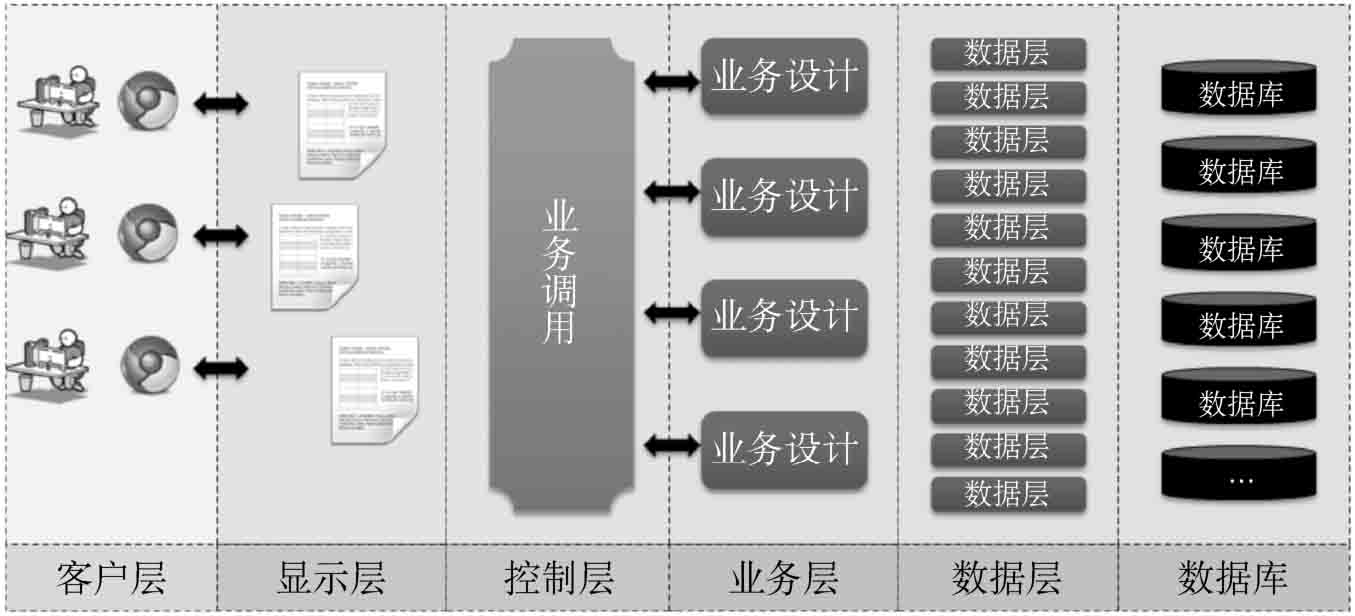 业务调用
业务设计
业务设计
业务设计
业务设计
数据层
数据层
数据层
数据层
数据层
数据层
数据层
数据层
数据层
数据层
数据层
数据库
数据库
数据库
数据库
数据库
...
客户层
显示层
控制层
业务层
数据层
数据库